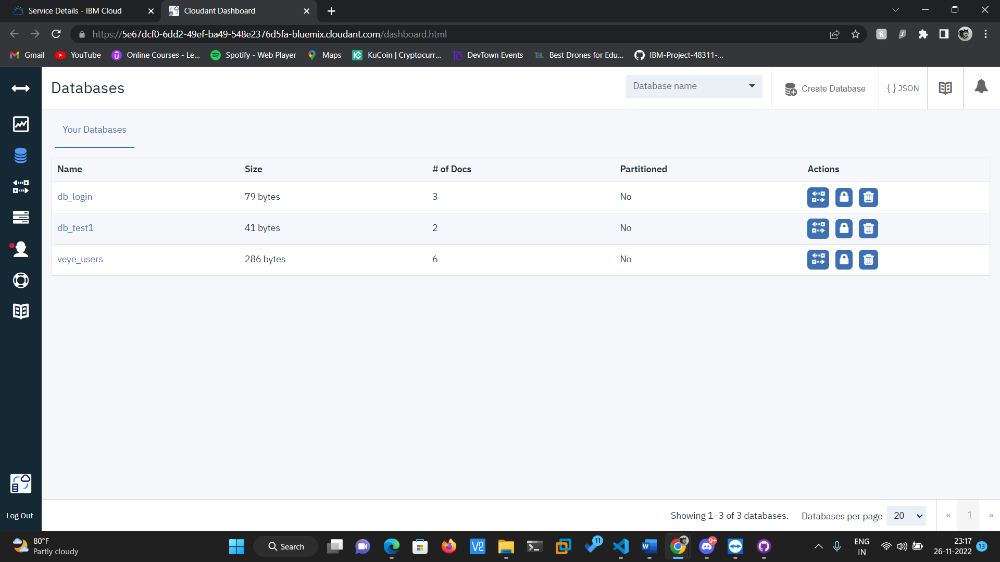 Service Details - IBM Cloud
Cloudant Dashboard
https://5e67dcf0-6dd2-49ef-ba49-548e2376d5fa-bluemix.cloudant.com/dashboard.html
Gmail YouTube Online Courses - Le... Spotify - Web Player Maps KuCoin | Cryptocurr... DevTown Events Best Drones for Edu... IBM-Project-48311-...
Databases
Database name
Create Database
{ } JSON
Your Databases
Name Size # of Docs Partitioned Actions
db_login 79 bytes 3 No
db_test1 41 bytes 2 No
veye_users 286 bytes 6 No
Log Out
Showing 1–3 of 3 databases. Databases per page 20 « 1 »
80°F
Partly cloudy
Search
11
9+
ENG
IN
23:17
26-11-2022
13